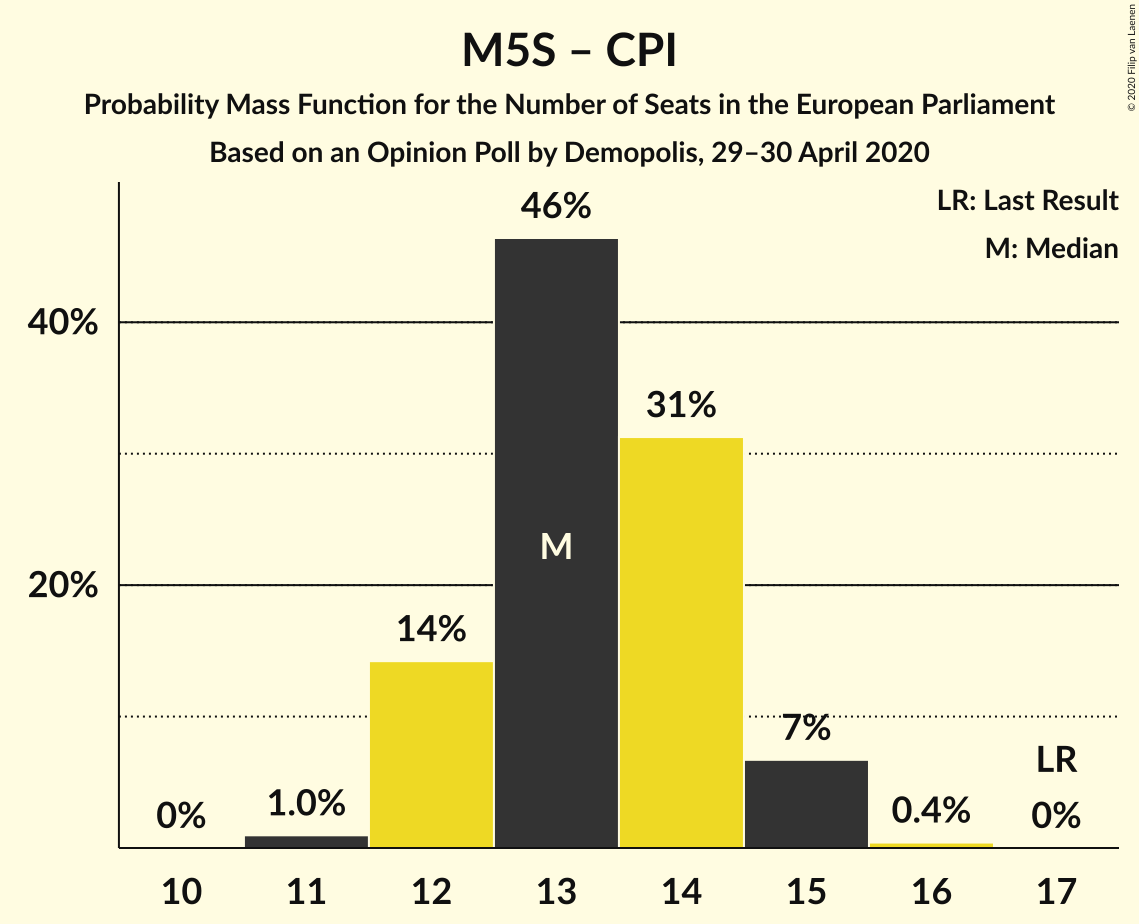 M5S – CPI
Probability Mass Function for the Number of Seats in the European Parliament
Based on an Opinion Poll by Demopolis, 29–30 April 2020
© 2020 Filip van Laenen
LR: Last Result
M: Median
46%
40%
31%
M
20%
14%
7%
LR
0%
1.0%
0.4%
0%
10 11 12 13 14 15 16 17